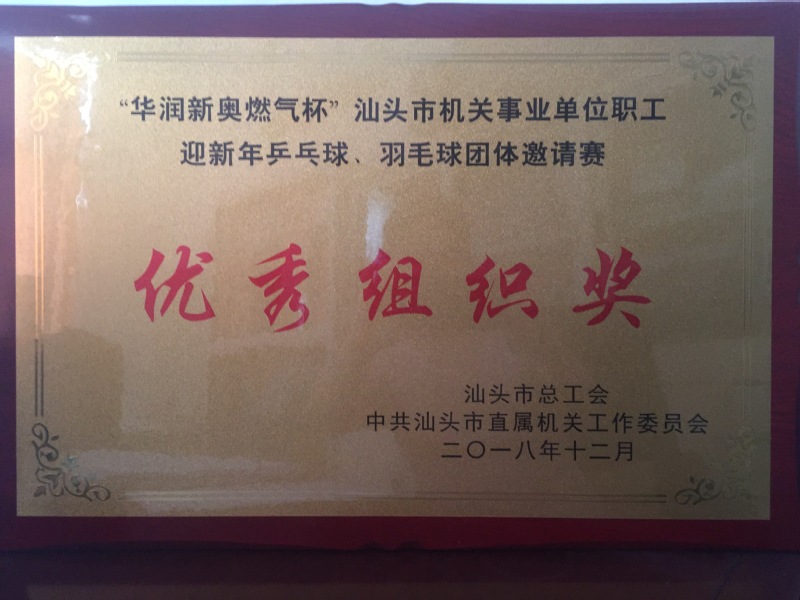 “华润新奥燃气杯”汕头市机关事业单位职工
迎新年乒乓球、羽毛球团体邀请赛
优秀组织奖
汕头市总工会
中共汕头市直属机关工作委员会
二〇一八年十二月